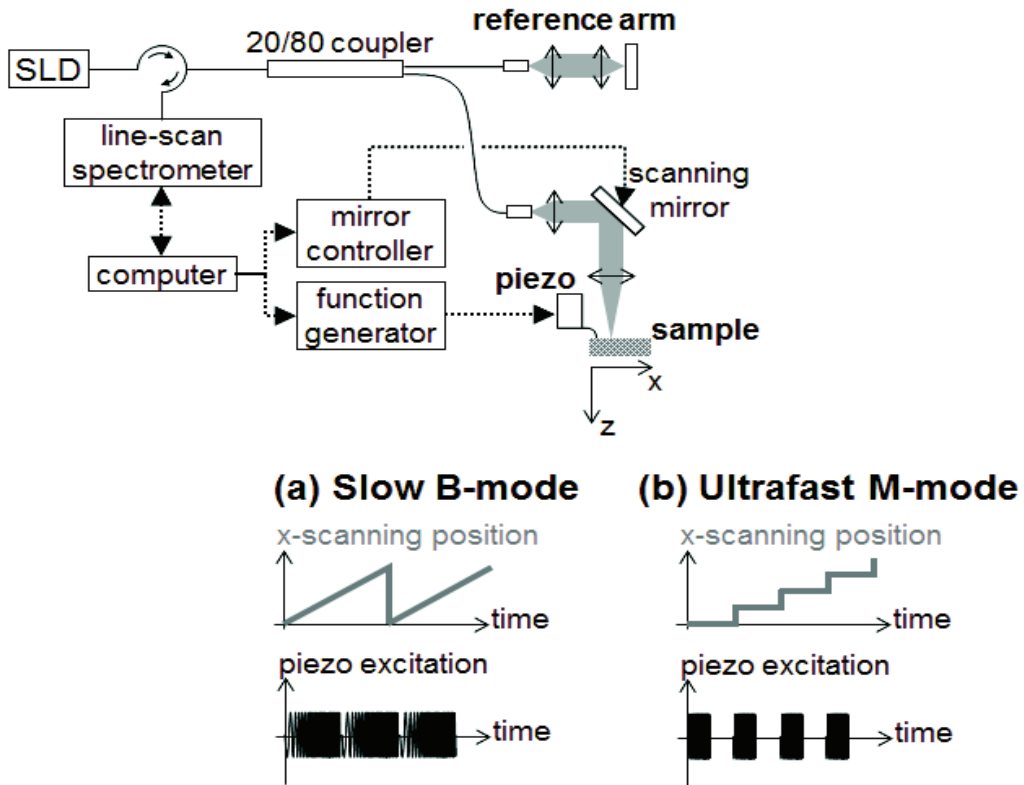 reference arm
20/80 coupler
SLD
line-scan
spectrometer
scanning
mirror
mirror
controller
computer
piezo
function
generator
sample
x
z
(a) Slow B-mode
x-scanning position
time
piezo excitation
time
(b) Ultrafast M-mode
x-scanning position
time
piezo excitation
time